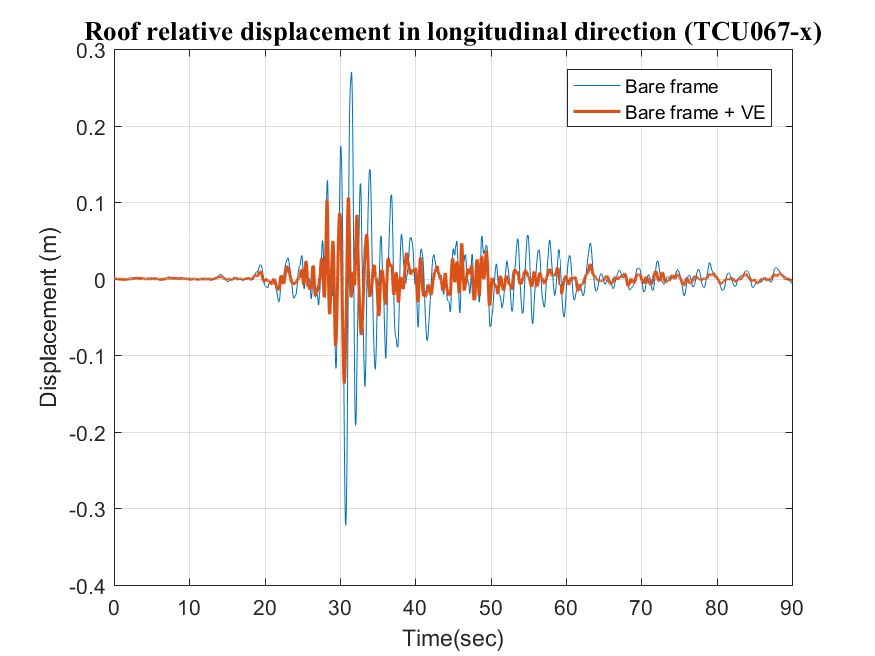 Roof relative displacement in longitudinal direction (TCU067-x)
0.3
Bare frame
Bare frame + VE
0.2
0.1
0
-0.1
-0.2
-0.3
-0.4
Displacement (m)
0 10 20 30 40 50 60 70 80 90
Time(sec)